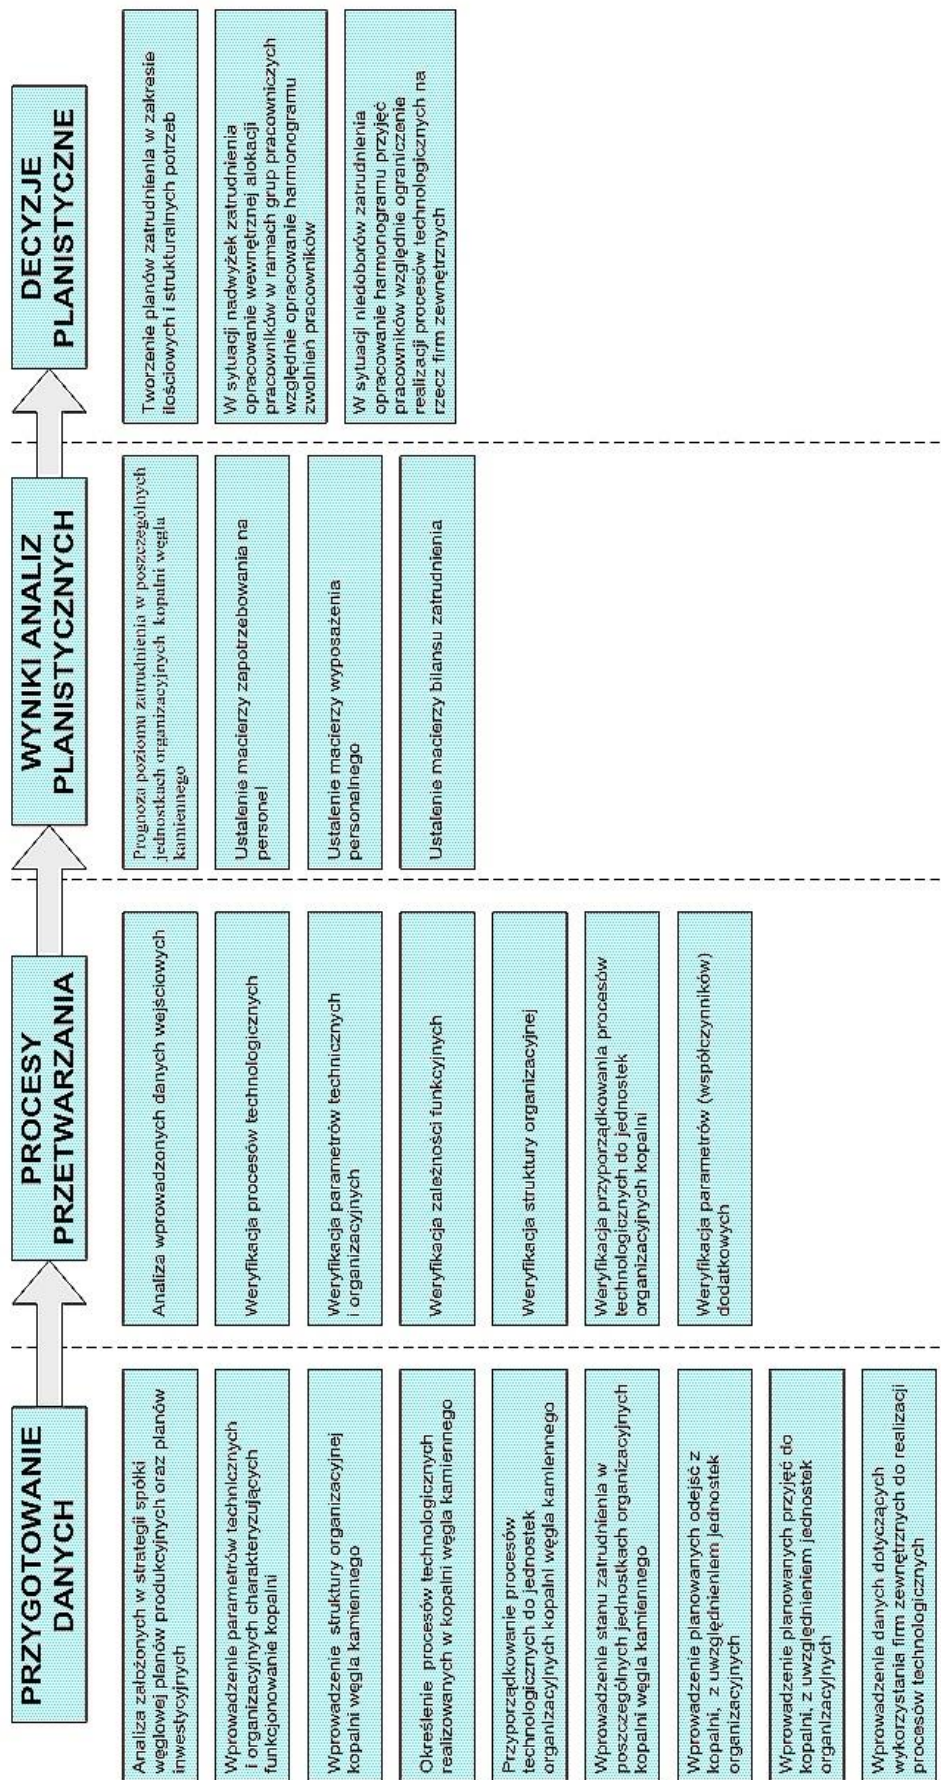 PRZYGOTOWANIE
DANYCH
Analiza założonych w strategii spółki
węglowej planów produkcyjnych oraz planów
inwestycyjnych
Wprowadzenie parametrów technicznych
i organizacyjnych charakteryzujących
funkcjonowanie kopalni
Wprowadzenie struktury organizacyjnej
kopalni węgla kamiennego
Określenie procesów technologicznych
realizowanych w kopalni węgla kamiennego
Przyporządkowanie procesów
technologicznych do jednostek
organizacyjnych kopalni węgla kamiennego
Wprowadzenie stanu zatrudnienia w
poszczególnych jednostkach organizacyjnych
kopalni węgla kamiennego
Wprowadzenie planowanych odejść z
kopalni, z uwzględnieniem jednostek
organizacyjnych
Wprowadzenie planowanych przyjęć do
kopalni, z uwzględnieniem jednostek
organizacyjnych
Wprowadzenie danych dotyczących
wykorzystania firm zewnętrznych do realizacji
procesów technologicznych
PROCESY
PRZETWARZANIA
Analiza wprowadzonych danych wejściowych
Weryfikacja procesów technologicznych
Weryfikacja parametrów technicznych
i organizacyjnych
Weryfikacja zależności funkcyjnych
Weryfikacja struktury organizacyjnej
Weryfikacja przyporządkowania procesów
technologicznych do jednostek
organizacyjnych kopalni
Weryfikacja parametrów (współczynników)
dodatkowych
WYNIKI ANALIZ
PLANISTYCZNYCH
Prognoza poziomu zatrudnienia w poszczególnych
jednostkach organizacyjnych kopalni węgla
kamiennego
Ustalenie macierzy zapotrzebowania na
personel
Ustalenie macierzy wyposażenia
personalnego
Ustalenie macierzy bilansu zatrudnienia
DECYZJE
PLANISTYCZNE
Tworzenie planów zatrudnienia w zakresie
ilościowych i strukturalnych potrzeb
W sytuacji nadwyżek zatrudnienia
opracowanie wewnętrznej alokacji
pracowników w ramach grup pracowniczych
względnie opracowanie harmonogramu
zwolnień pracowników
W sytuacji niedoborów zatrudnienia
opracowanie harmonogramu przyjęć
pracowników względnie ograniczenie
realizacji procesów technologicznych na
rzecz firm zewnętrznych